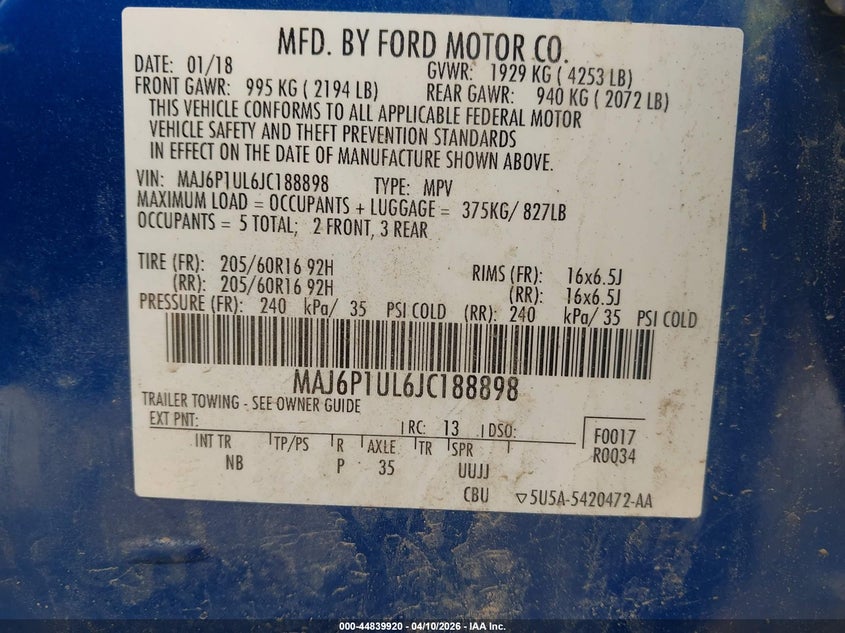 MFD. BY FORD MOTOR CO.
DATE: 01/18 GVWR: 1929 KG ( 4253 LB)
FRONT GAWR: 995 KG ( 2194 LB) REAR GAWR: 940 KG ( 2072 LB)
THIS VEHICLE CONFORMS TO ALL APPLICABLE FEDERAL MOTOR
VEHICLE SAFETY AND THEFT PREVENTION STANDARDS
IN EFFECT ON THE DATE OF MANUFACTURE SHOWN ABOVE.
VIN: MAJ6P1UL6JC188898 TYPE: MPV
MAXIMUM LOAD = OCCUPANTS + LUGGAGE = 375KG/ 827LB
OCCUPANTS = 5 TOTAL; 2 FRONT, 3 REAR
TIRE (FR): 205/60R16 92H RIMS (FR): 16x6.5J
(RR): 205/60R16 92H (RR): 16x6.5J
PRESSURE (FR): 240 kPa/ 35 PSI COLD (RR): 240 kPa/ 35 PSI COLD
MAJ6P1UL6JC188898
TRAILER TOWING - SEE OWNER GUIDE
EXT PNT: RC: 13 DSO: F0017
INT TR TP/PS R AXLE TR SPR R0034
NB P 35 UUJJ
CBU ▽5U5A-5420472-AA
000-44839920 04/10/2026 - IAA Inc.